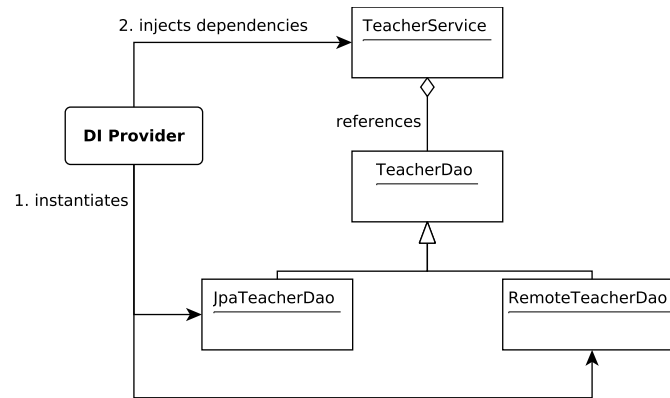 2. injects dependencies
TeacherService
DI Provider
references
TeacherDao
1. instantiates
JpaTeacherDao
RemoteTeacherDao